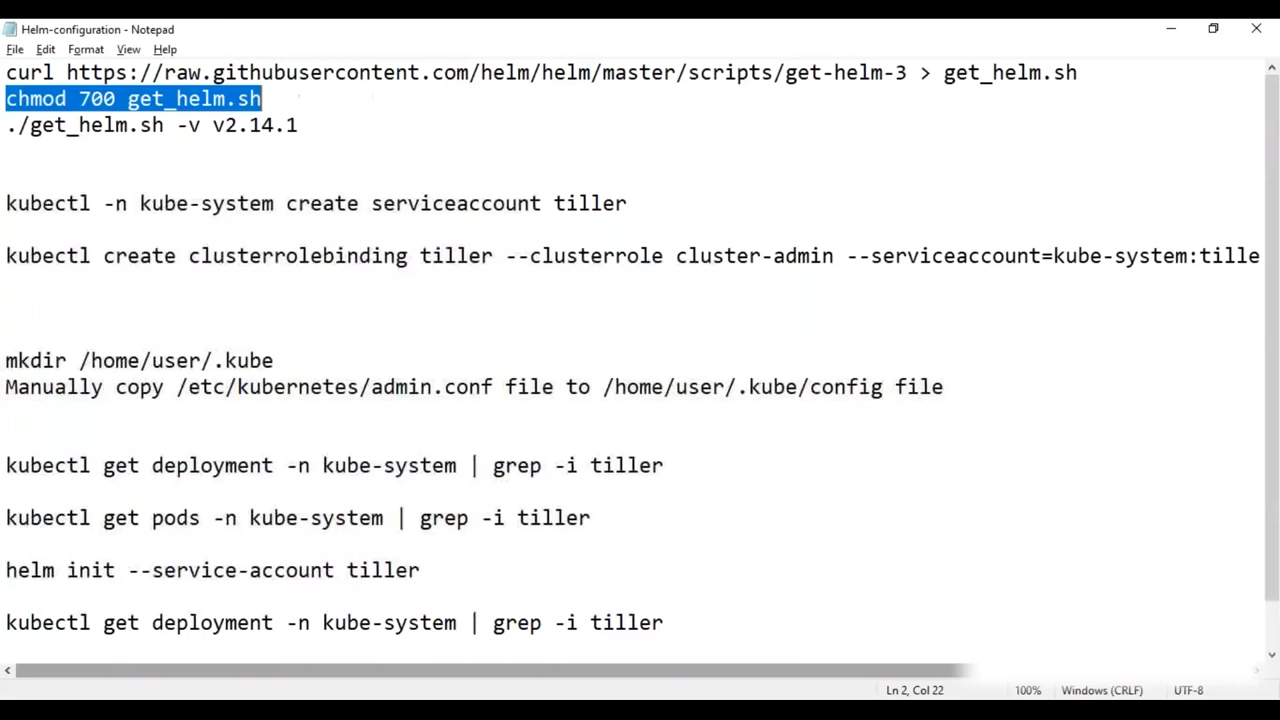 Helm-configuration - Notepad
File Edit Format View Help
curl https://raw.githubusercontent.com/helm/helm/master/scripts/get-helm-3 > get_helm.sh
chmod 700 get_helm.sh
./get_helm.sh -v v2.14.1
kubectl -n kube-system create serviceaccount tiller
kubectl create clusterrolebinding tiller --clusterrole cluster-admin --serviceaccount=kube-system:tille
mkdir /home/user/.kube
Manually copy /etc/kubernetes/admin.conf file to /home/user/.kube/config file
kubectl get deployment -n kube-system | grep -i tiller
kubectl get pods -n kube-system | grep -i tiller
helm init --service-account tiller
kubectl get deployment -n kube-system | grep -i tiller
Ln 2, Col 22 100% Windows (CRLF) UTF-8